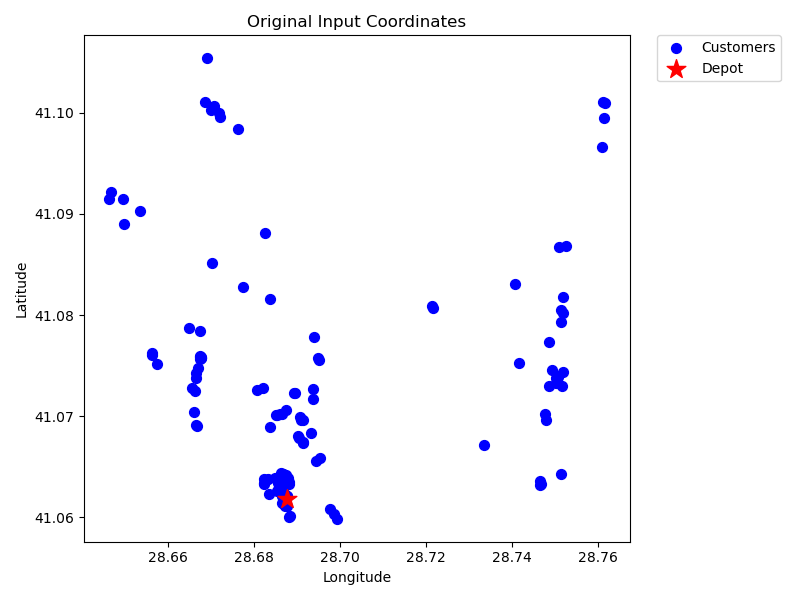 Original Input Coordinates
Customers
Depot
41.10
41.09
41.08
41.07
41.06
Latitude
28.66 28.68 28.70 28.72 28.74 28.76
Longitude